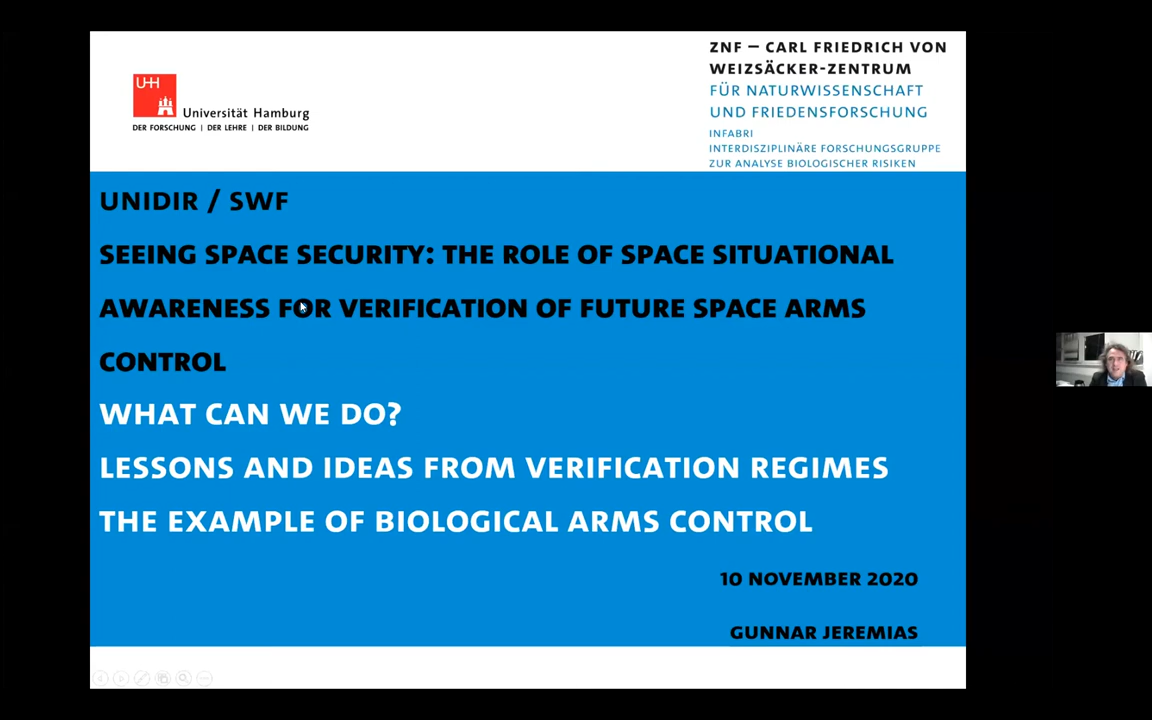 UHH
Universität Hamburg
DER FORSCHUNG | DER LEHRE | DER BILDUNG
ZNF – CARL FRIEDRICH VON
WEIZSÄCKER-ZENTRUM
FÜR NATURWISSENSCHAFT
UND FRIEDENSFORSCHUNG
INFABRI
INTERDISZIPLINÄRE FORSCHUNGSGRUPPE
ZUR ANALYSE BIOLOGISCHER RISIKEN
UNIDIR / SWF
SEEING SPACE SECURITY: THE ROLE OF SPACE SITUATIONAL
AWARENESS FOR VERIFICATION OF FUTURE SPACE ARMS
CONTROL
WHAT CAN WE DO?
LESSONS AND IDEAS FROM VERIFICATION REGIMES
THE EXAMPLE OF BIOLOGICAL ARMS CONTROL
10 NOVEMBER 2020
GUNNAR JEREMIAS